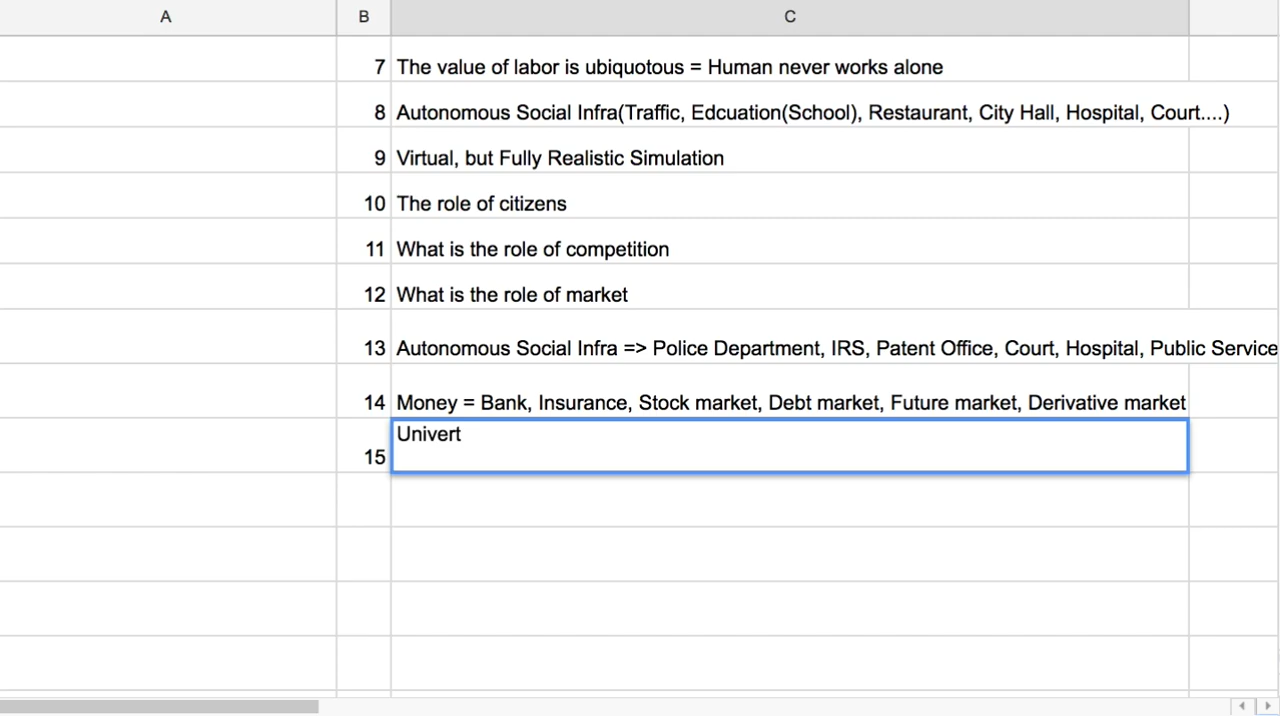 A B C
7 The value of labor is ubiquotous = Human never works alone
8 Autonomous Social Infra(Traffic, Edcuation(School), Restaurant, City Hall, Hospital, Court....)
9 Virtual, but Fully Realistic Simulation
10 The role of citizens
11 What is the role of competition
12 What is the role of market
13 Autonomous Social Infra => Police Department, IRS, Patent Office, Court, Hospital, Public Service
14 Money = Bank, Insurance, Stock market, Debt market, Future market, Derivative market
15 Univert